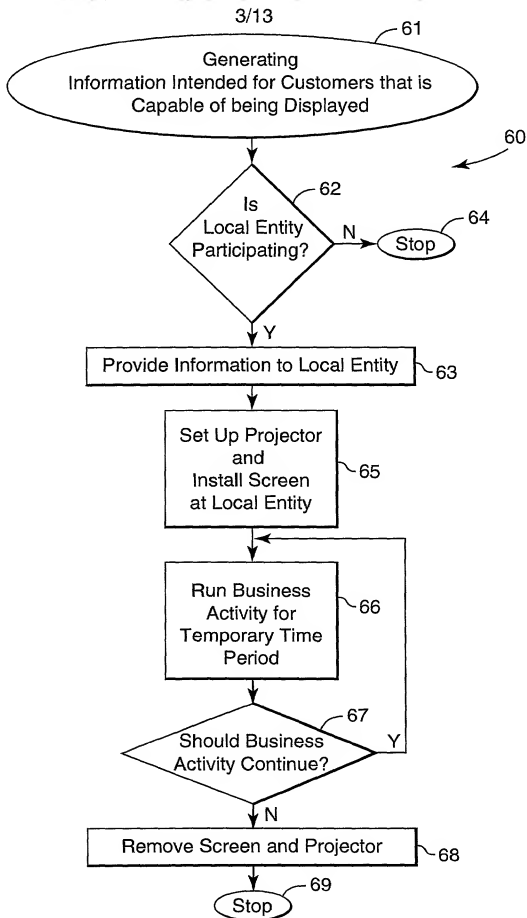 3/13
61
Generating
Information Intended for Customers that is
Capable of being Displayed
60
62
Is
Local Entity
Participating?
N
64
Stop
Y
Provide Information to Local Entity
63
Set Up Projector
and
Install Screen
at Local Entity
65
Run Business
Activity for
Temporary Time
Period
66
67
Should Business
Activity Continue?
Y
N
Remove Screen and Projector
68
69
Stop